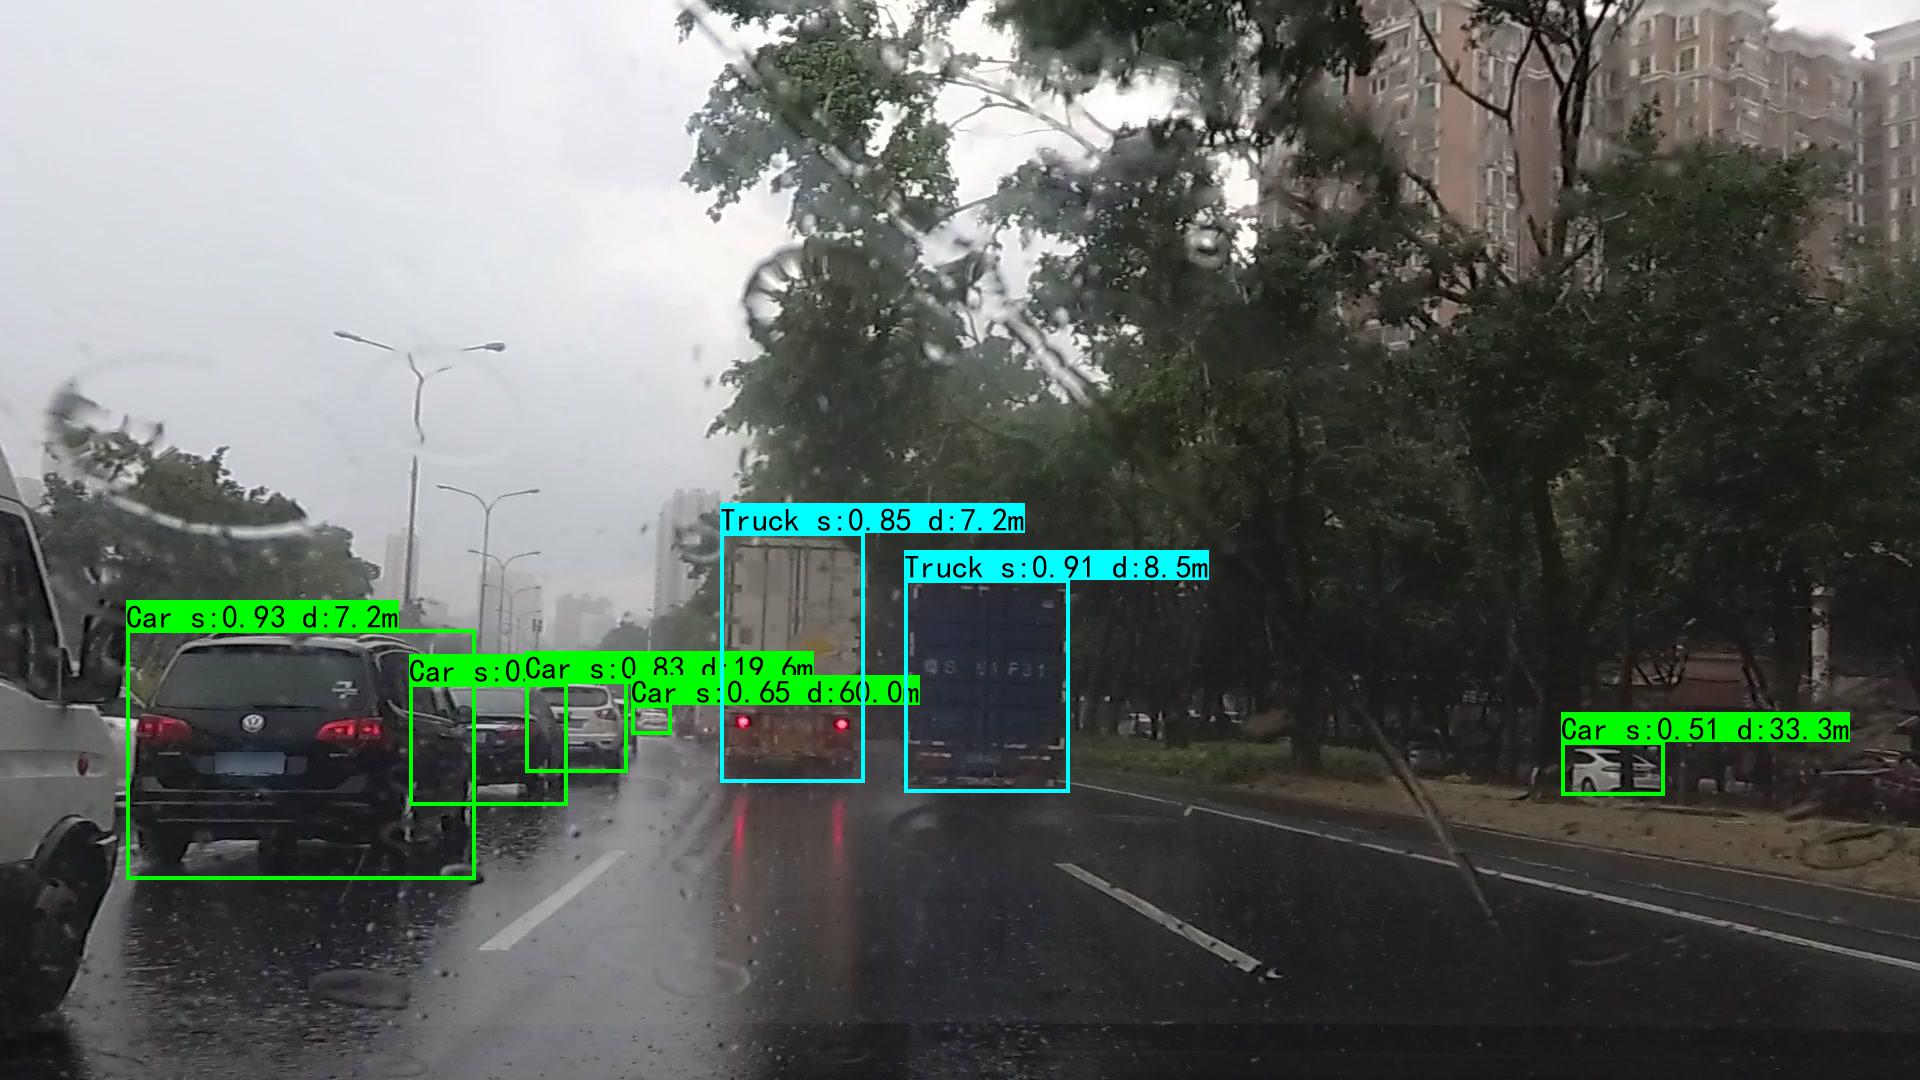 Truck s:0.85 d:7.2m
Truck s:0.91 d:8.5m
Car s:0.93 d:7.2m
Car s:0.
Car s:0.83 d:19.6m
Car s:0.65 d:60.0m
Car s:0.51 d:33.3m